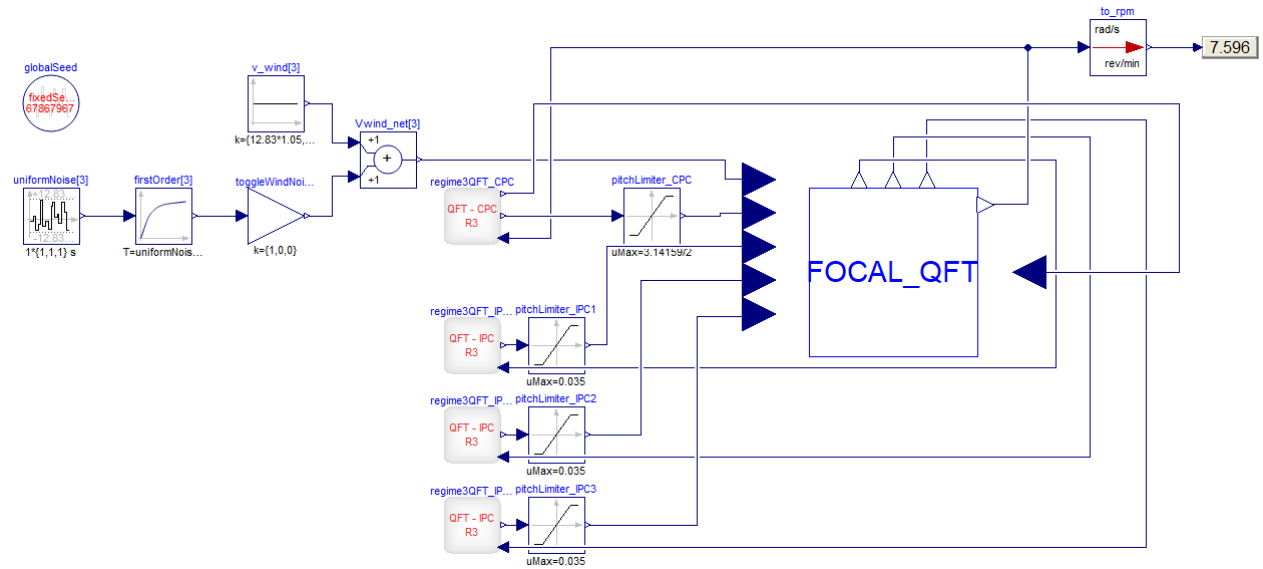 to_rpm
rad/s
rev/min
7.596
globalSeed
fixedSe...
67867967
v_wind[3]
k={12.83*1.05,...
Vwind_net[3]
+1
+
+1
uniformNoise[3]
+12.83
-12.83...
1*{1,1,1} s
firstOrder[3]
T=uniformNois...
toggleWindNoi...
k={1,0,0}
regime3QFT_CPC
QFT - CPC
R3
pitchLimiter_CPC
uMax=3.14159/2
FOCAL_QFT
regime3QFT_IP...
QFT - IPC
R3
pitchLimiter_IPC1
uMax=0.035
regime3QFT_IP...
QFT - IPC
R3
pitchLimiter_IPC2
uMax=0.035
regime3QFT_IP...
QFT - IPC
R3
pitchLimiter_IPC3
uMax=0.035